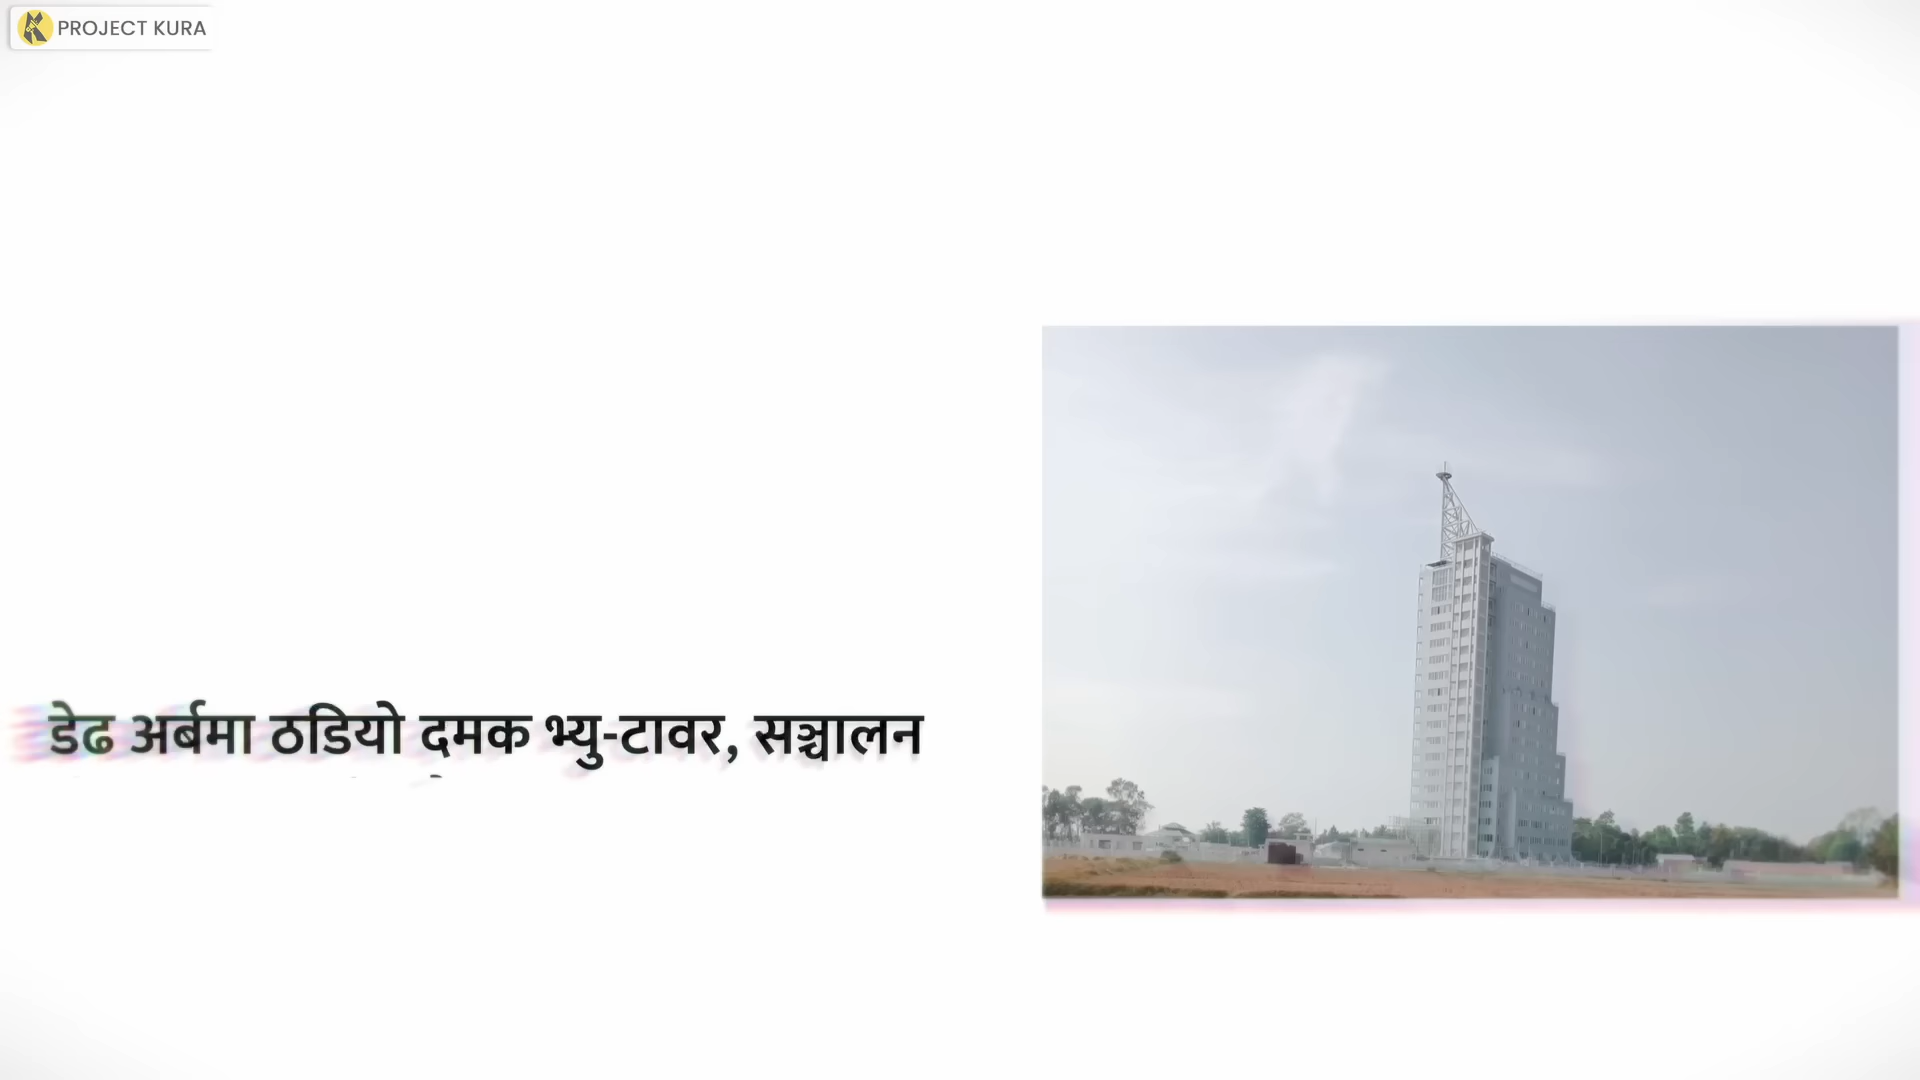 PROJECT KURA
डेढ अर्बमा ठडियो दमक भ्यु-टावर, सञ्चालन